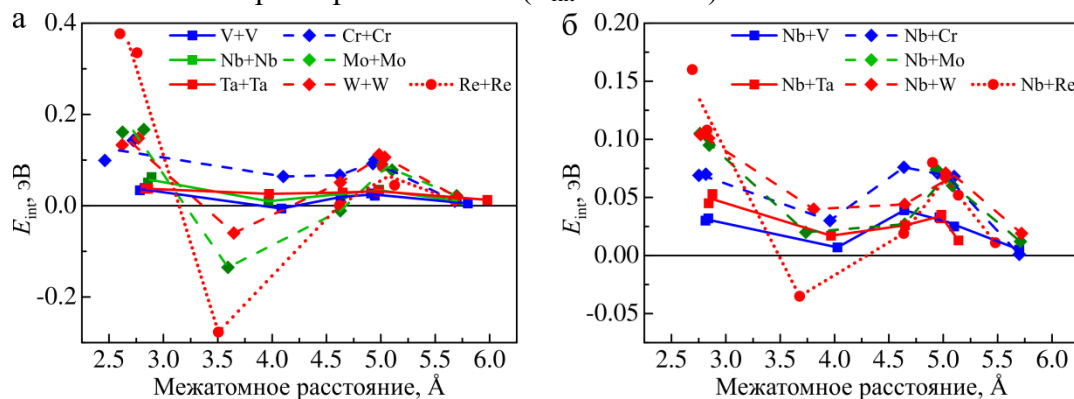 а
0.4
0.2
0.0
-0.2
E_int, эВ
V+V
Cr+Cr
Nb+Nb
Mo+Mo
Ta+Ta
W+W
Re+Re
2.5 3.0 3.5 4.0 4.5 5.0 5.5 6.0
Межатомное расстояние, Å
б
0.20
0.15
0.10
0.05
0.00
-0.05
E_int, эВ
Nb+V
Nb+Cr
Nb+Mo
Nb+Ta
Nb+W
Nb+Re
2.5 3.0 3.5 4.0 4.5 5.0 5.5 6.0
Межатомное расстояние, Å